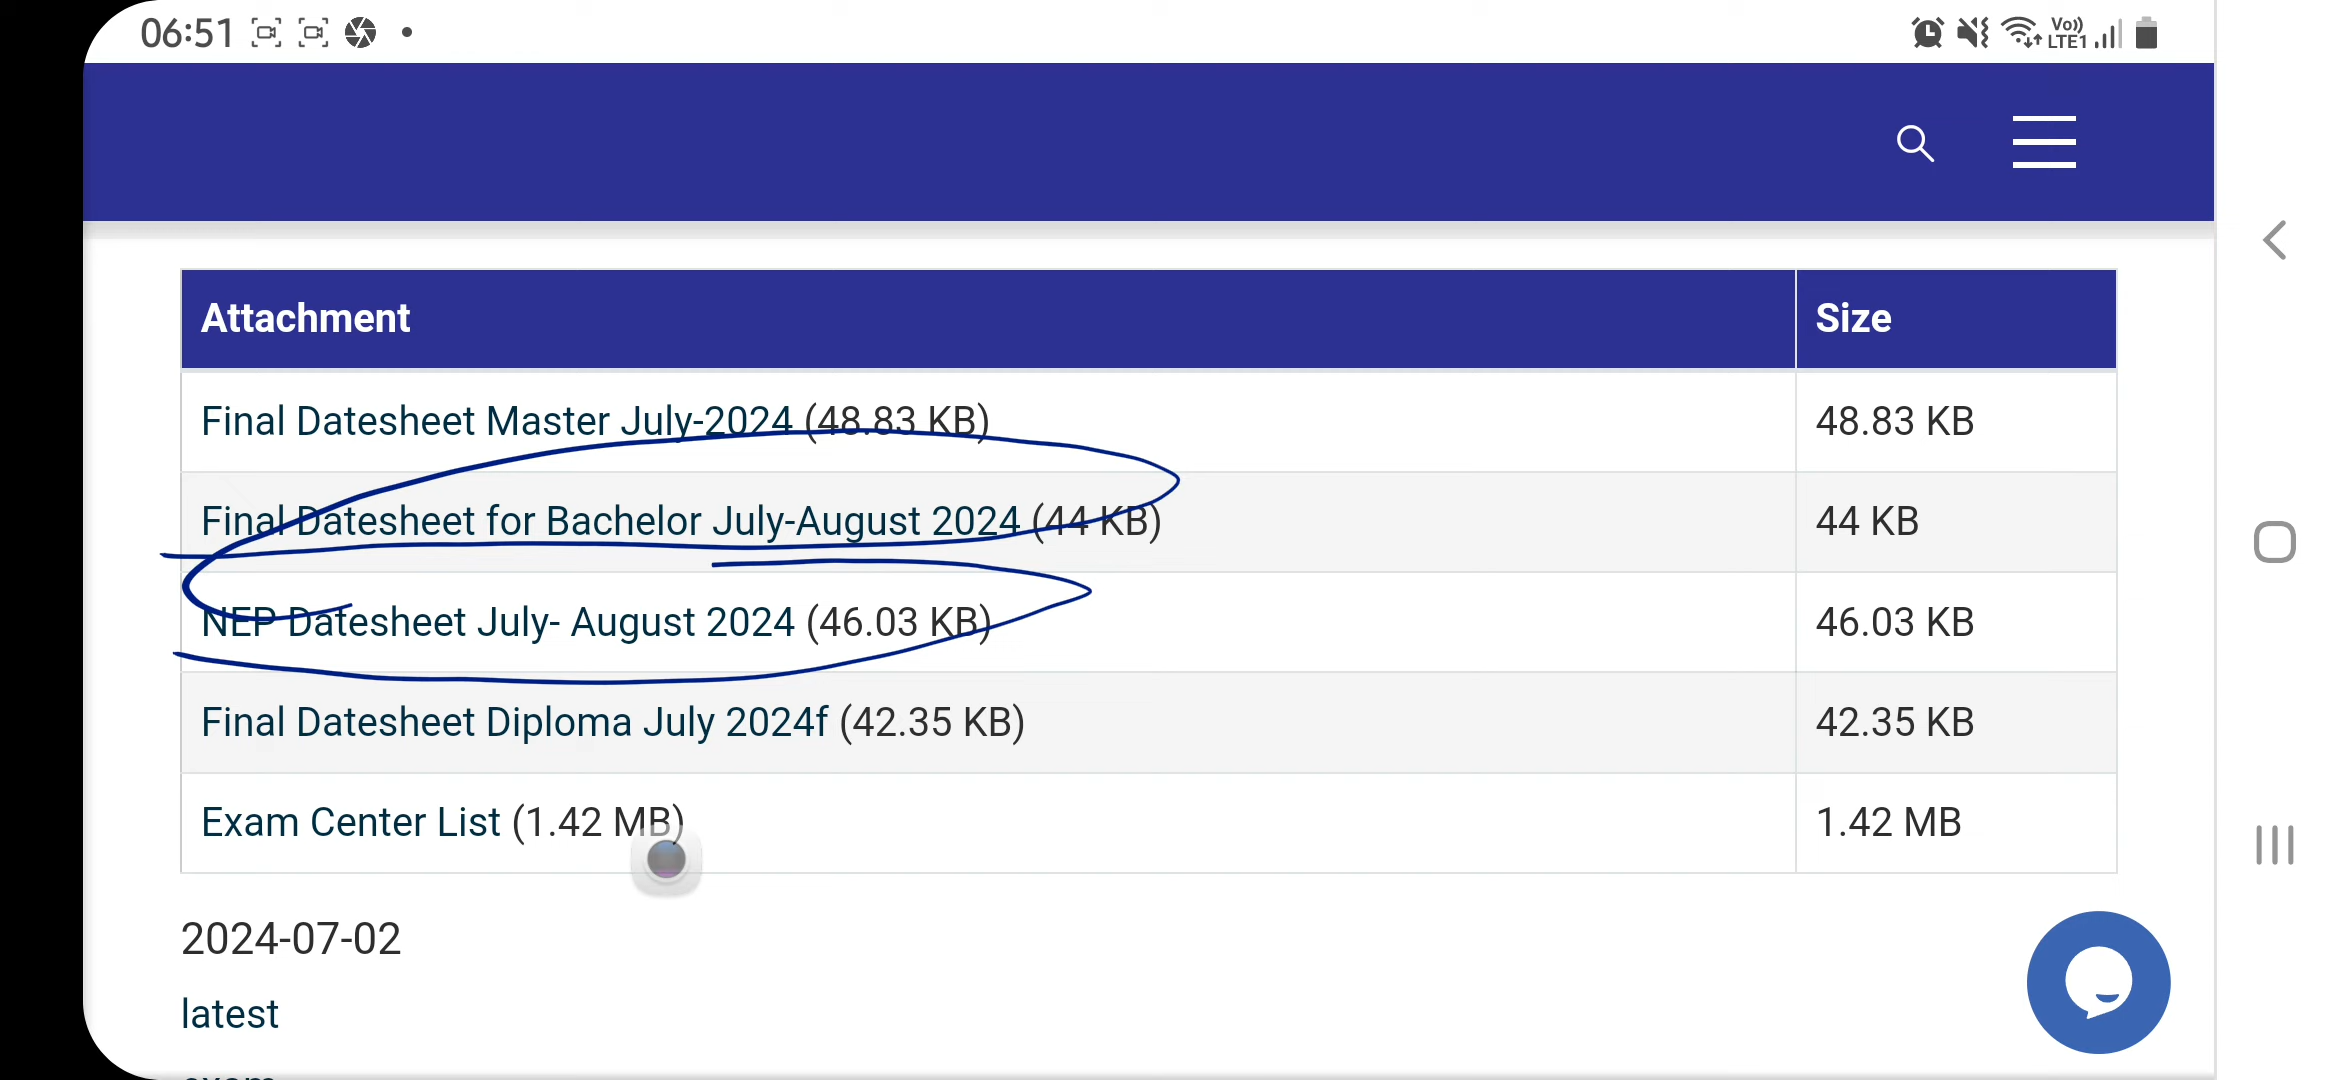 06:51
Vo)) LTE1
Attachment Size
Final Datesheet Master July-2024 (48.83 KB) 48.83 KB
Final Datesheet for Bachelor July-August 2024 (44 KB) 44 KB
NEP Datesheet July- August 2024 (46.03 KB) 46.03 KB
Final Datesheet Diploma July 2024f (42.35 KB) 42.35 KB
Exam Center List (1.42 MB) 1.42 MB
2024-07-02
latest